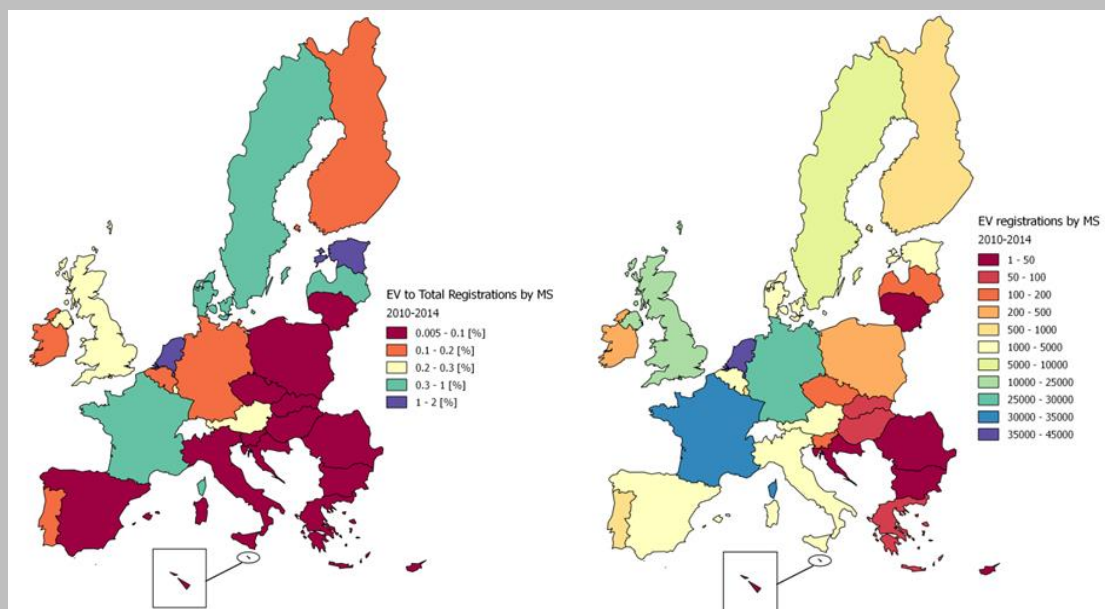 EV to Total Registrations by MS
2010-2014
0.005 - 0.1 [%]
0.1 - 0.2 [%]
0.2 - 0.3 [%]
0.3 - 1 [%]
1 - 2 [%]
EV registrations by MS
2010-2014
1 - 50
50 - 100
100 - 200
200 - 500
500 - 1000
1000 - 5000
5000 - 10000
10000 - 25000
25000 - 30000
30000 - 35000
35000 - 45000